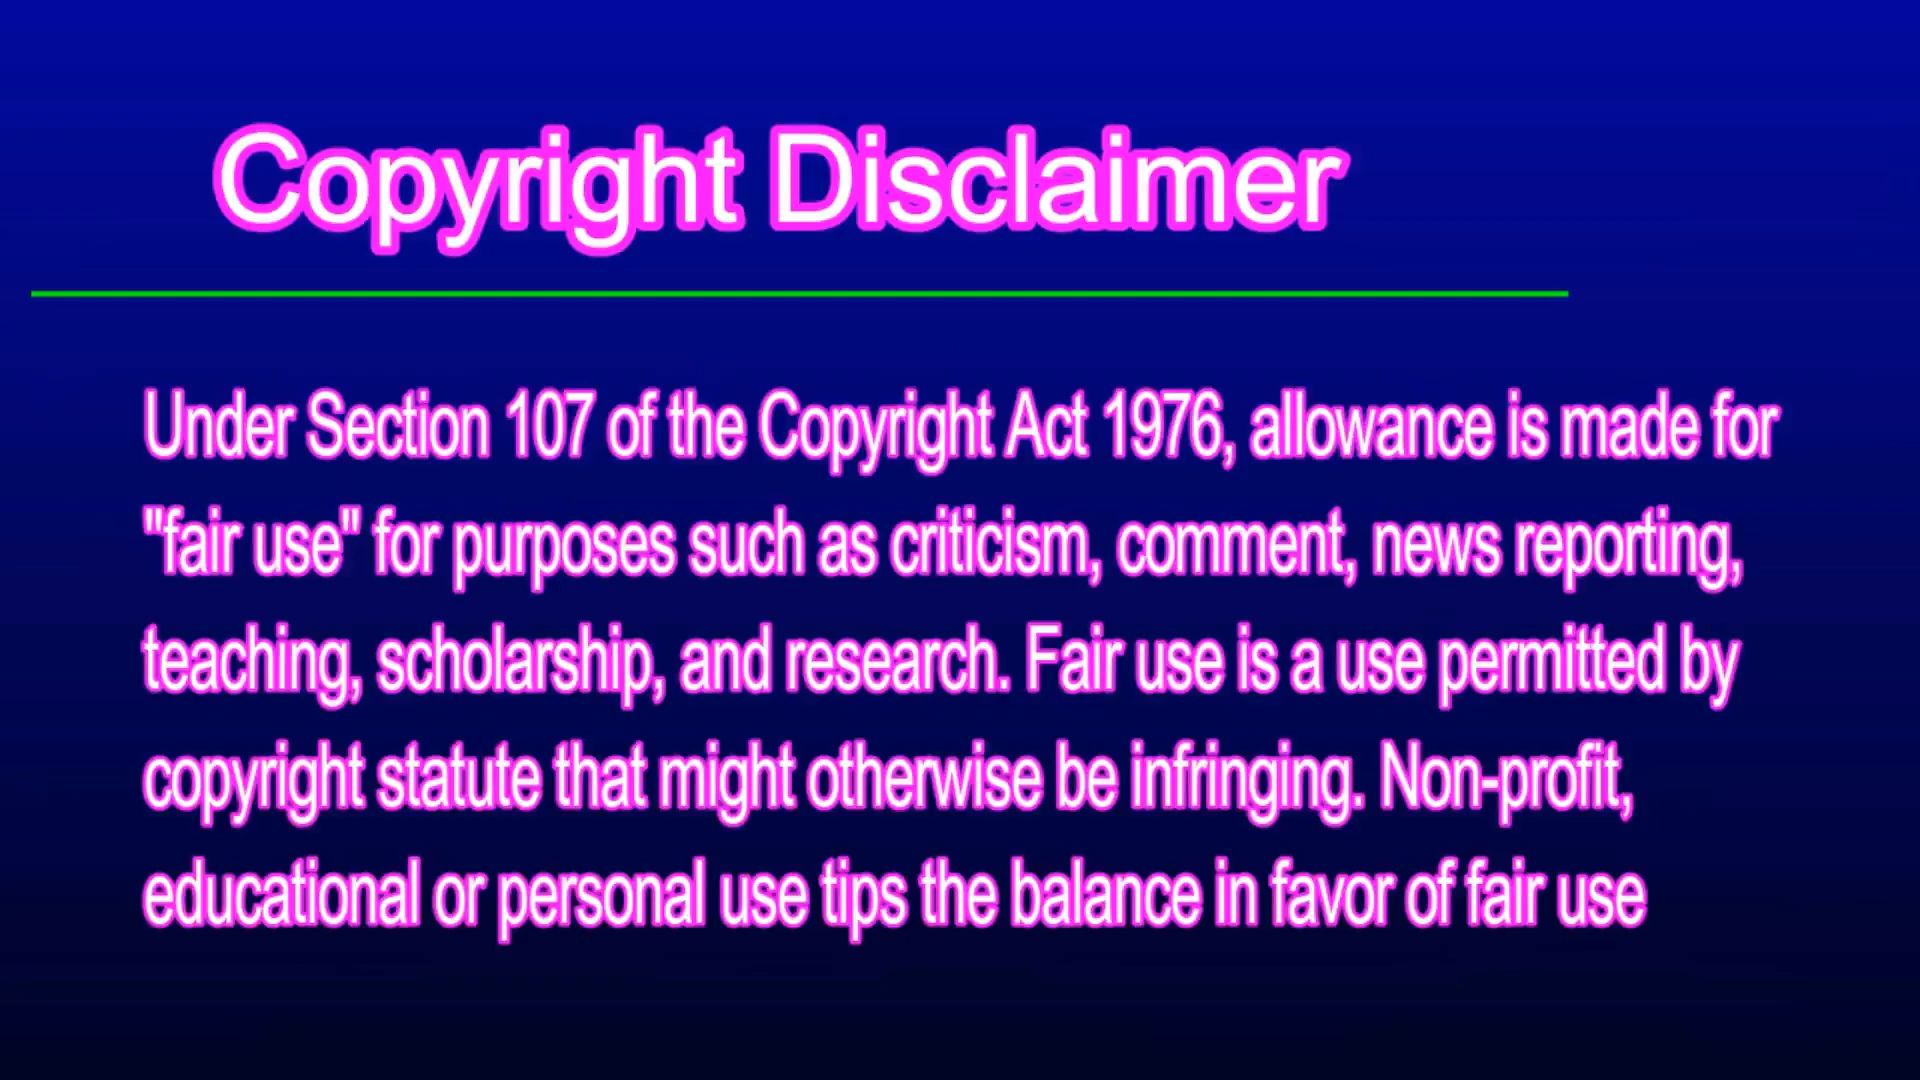 Copyright Disclaimer
Under Section 107 of the Copyright Act 1976, allowance is made for
"fair use" for purposes such as criticism, comment, news reporting,
teaching, scholarship, and research. Fair use is a use permitted by
copyright statute that might otherwise be infringing. Non-profit,
educational or personal use tips the balance in favor of fair use